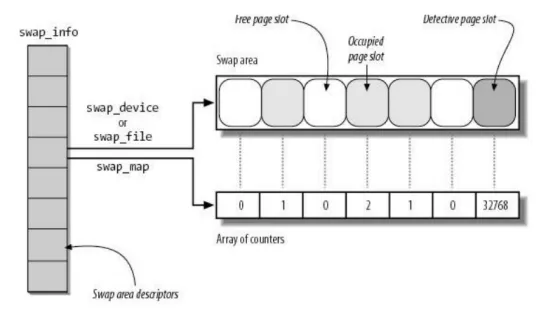 swap_info
Free page slot
Occupied
page slot
Detective page slot
Swap area
swap_device
or
swap_file
swap_map
0 1 0 2 1 0 32768
Array of counters
Swap area descriptors